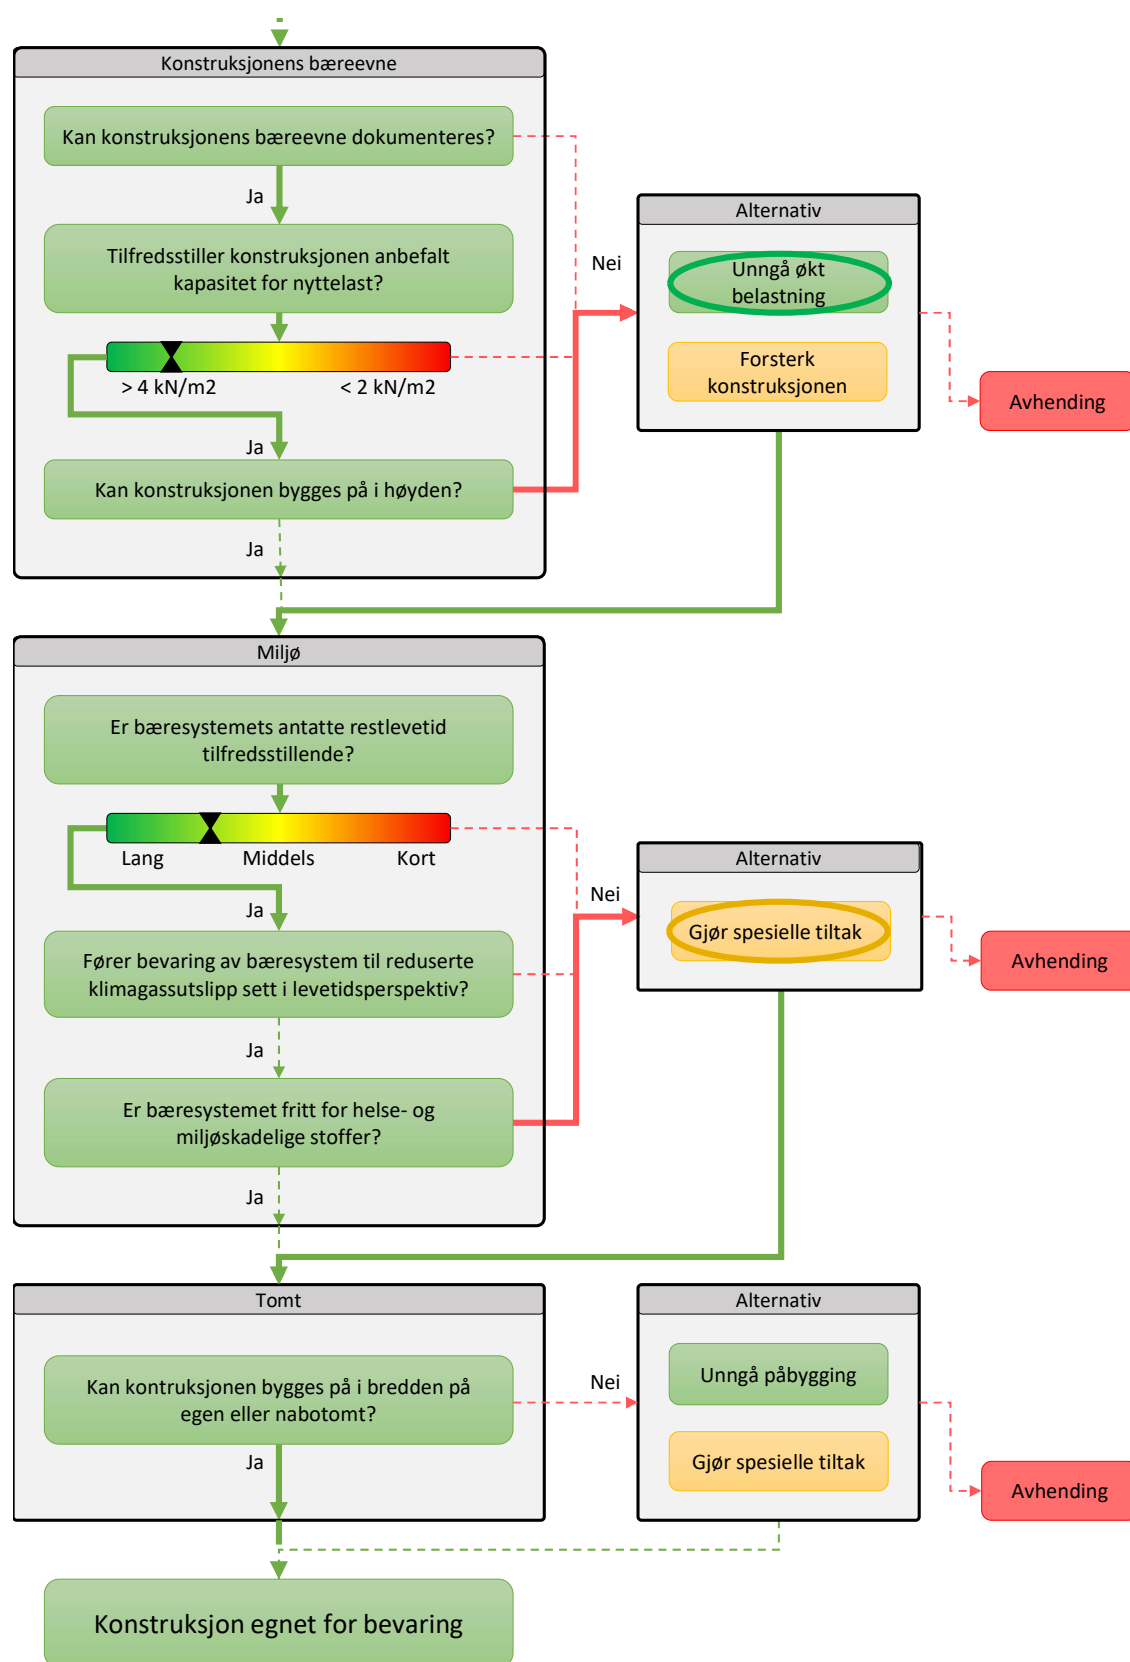 Konstruksjonens bæreevne
Kan konstruksjonens bæreevne dokumenteres?
Ja
Tilfredsstiller konstruksjonen anbefalt
kapasitet for nyttelast?
> 4 kN/m2
< 2 kN/m2
Ja
Kan konstruksjonen bygges på i høyden?
Ja
Nei
Alternativ
Unngå økt
belastning
Forsterk
konstruksjonen
Avhending
Miljø
Er bæresystemets antatte restlevetid
tilfredsstillende?
Lang
Middels
Kort
Ja
Fører bevaring av bæresystem til reduserte
klimagassutslipp sett i levetidsperspektiv?
Ja
Er bæresystemet fritt for helse- og
miljøskadelige stoffer?
Ja
Nei
Alternativ
Gjør spesielle tiltak
Avhending
Tomt
Kan kontruksjonen bygges på i bredden på
egen eller nabotomt?
Ja
Nei
Alternativ
Unngå påbygging
Gjør spesielle tiltak
Avhending
Konstruksjon egnet for bevaring